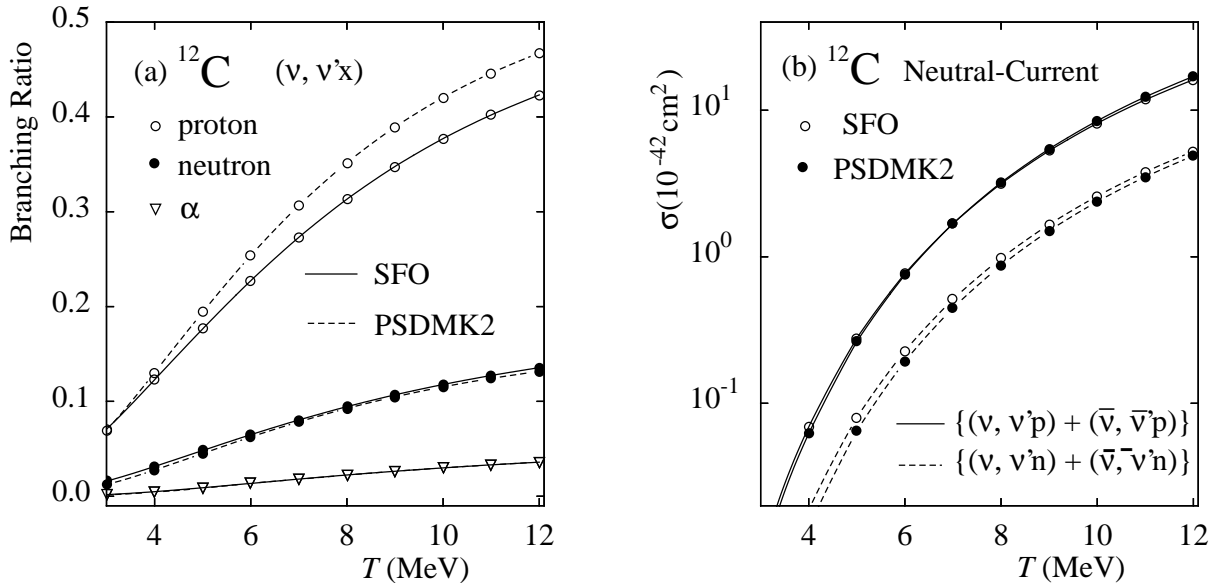 (a) ¹²C (ν, ν'x)
○ proton
● neutron
▽ α
SFO
PSDMK2
Branching Ratio
0.5
0.4
0.3
0.2
0.1
0.0
4 6 8 10 12
T (MeV)
(b) ¹²C Neutral-Current
○ SFO
● PSDMK2
{(ν, ν'p) + (ν̅, ν̅'p)}
{(ν, ν'n) + (ν̅, ν̅'n)}
σ(10⁻⁴²cm²)
10¹
10⁰
10⁻¹
4 6 8 10 12
T (MeV)